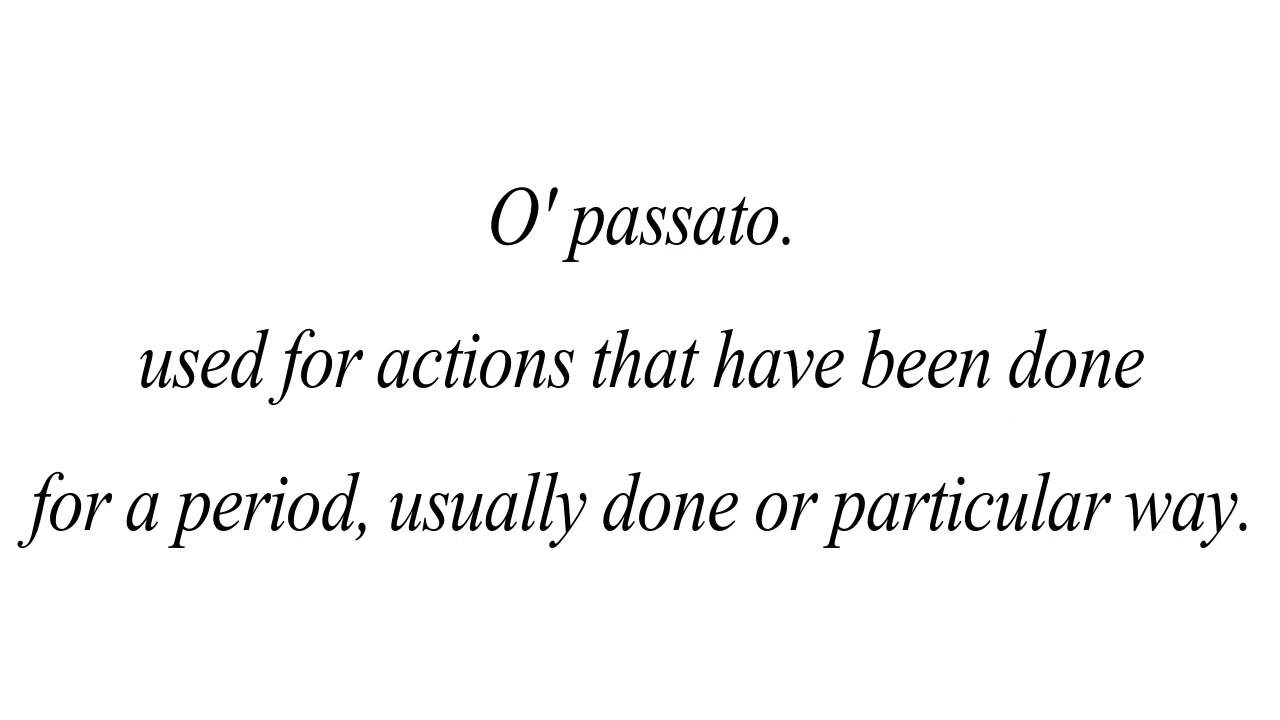 O' passato.
used for actions that have been done
for a period, usually done or particular way.